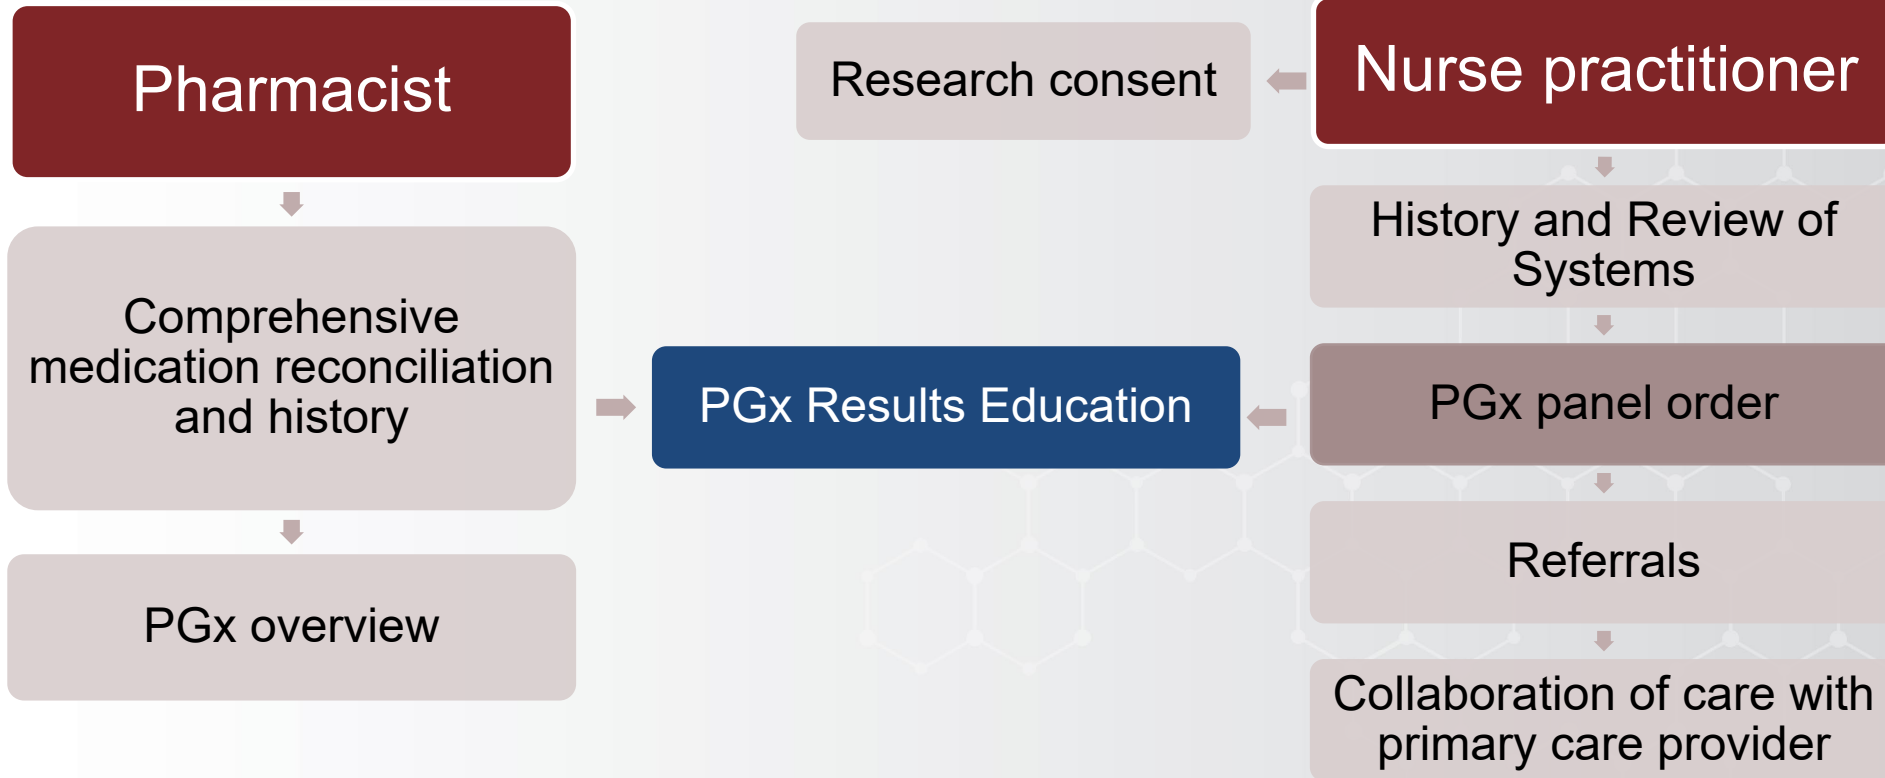 Pharmacist
Comprehensive
medication reconciliation
and history
PGx overview
Research consent
PGx Results Education
Nurse practitioner
History and Review of
Systems
PGx panel order
Referrals
Collaboration of care with
primary care provider